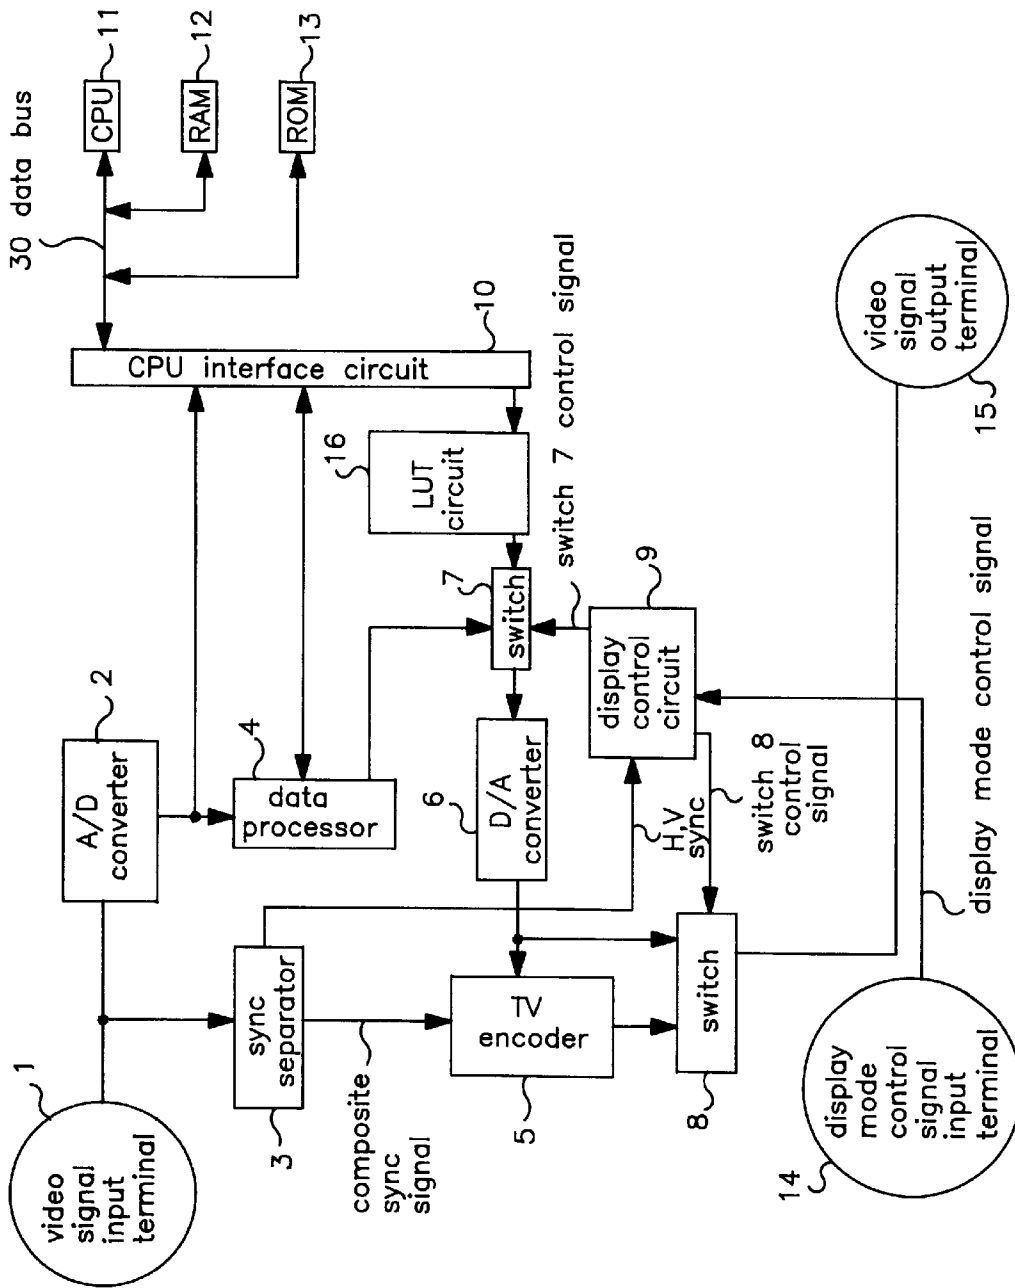 1
video
signal
input
terminal
2
A/D
converter
3
sync
separator
composite
sync
signal
4
data
processor
5
TV
encoder
6
D/A
converter
7
switch
switch 7 control signal
8
switch
H,V
sync
switch 8
control
signal
9
display
control
circuit
10
CPU interface circuit
16
LUT
circuit
30 data bus
CPU
11
RAM
12
ROM
13
14
display
mode
control
signal
input
terminal
display mode control signal
15
video
signal
output
terminal